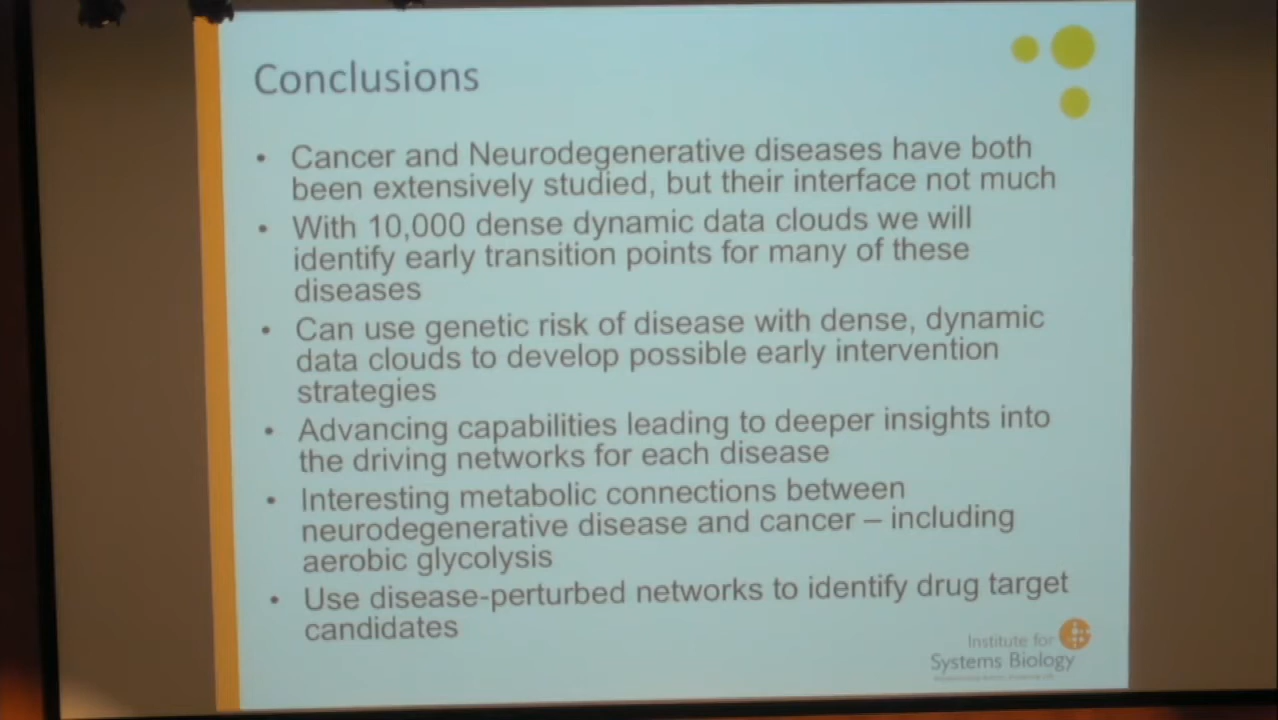 Conclusions
• Cancer and Neurodegenerative diseases have both
been extensively studied, but their interface not much
• With 10,000 dense dynamic data clouds we will
identify early transition points for many of these
diseases
• Can use genetic risk of disease with dense, dynamic
data clouds to develop possible early intervention
strategies
• Advancing capabilities leading to deeper insights into
the driving networks for each disease
• Interesting metabolic connections between
neurodegenerative disease and cancer – including
aerobic glycolysis
• Use disease-perturbed networks to identify drug target
candidates
Institute for
Systems Biology